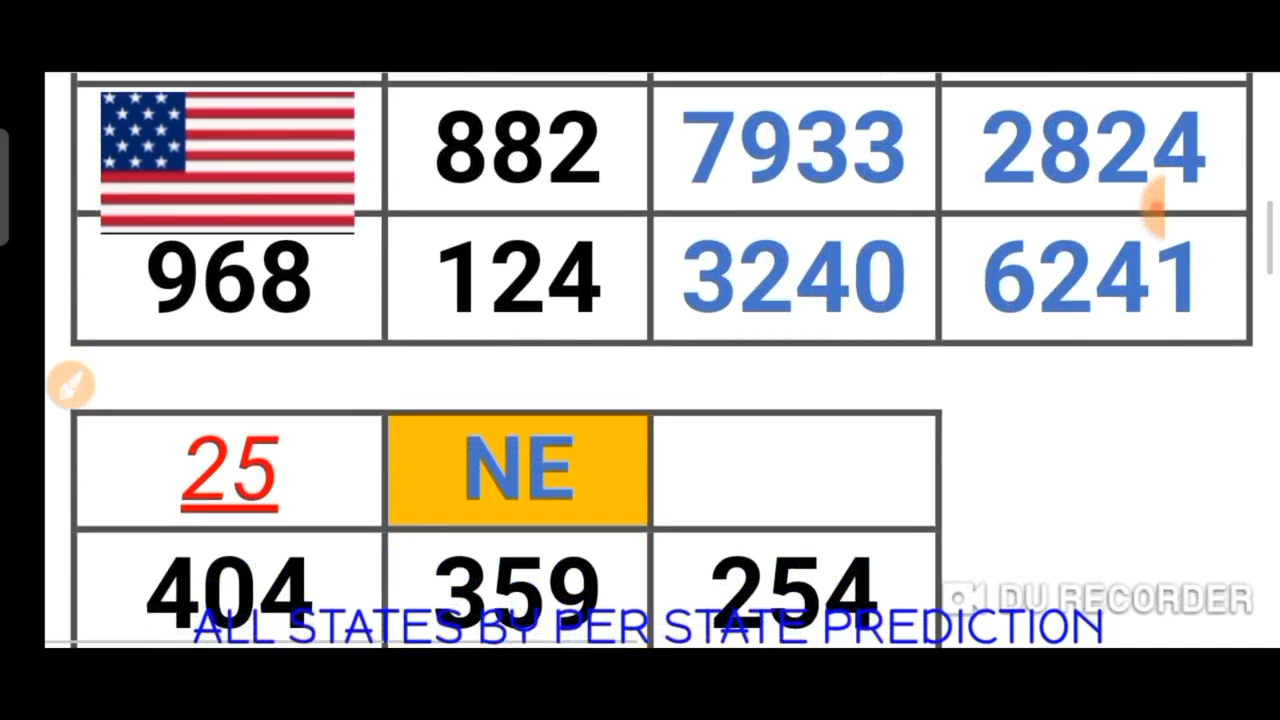 882 7933 2824
968 124 3240 6241
25 NE
404 359 254
ALL STATES BY PER STATE PREDICTION
DU RECORDER